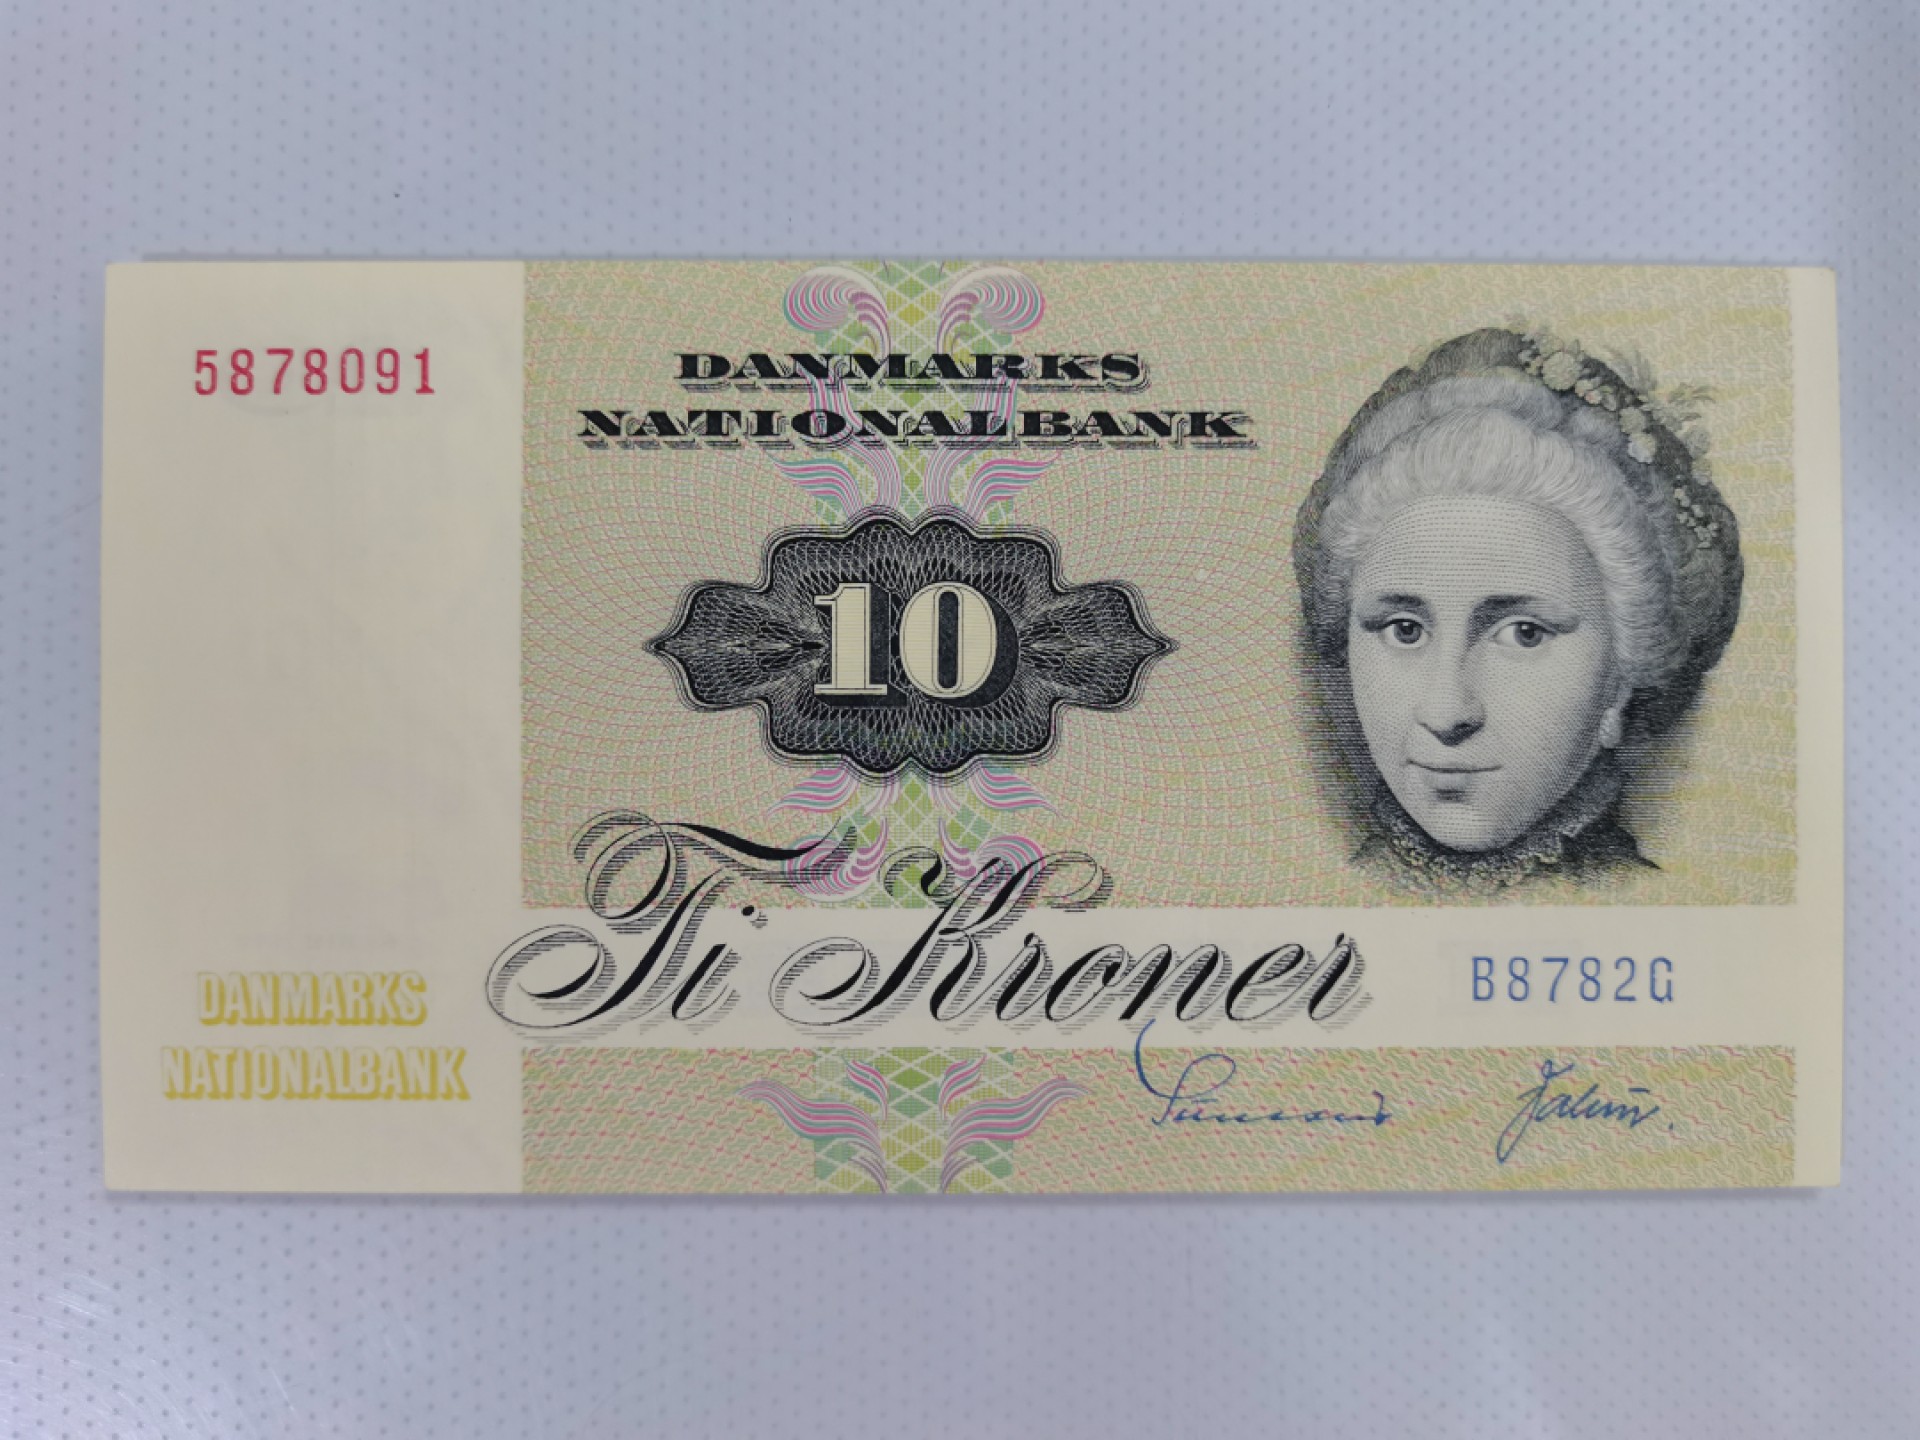 5878091
DANMARKS
NATIONALBANK
10
Ti Kroner
B8782G
DANMARKS
NATIONALBANK